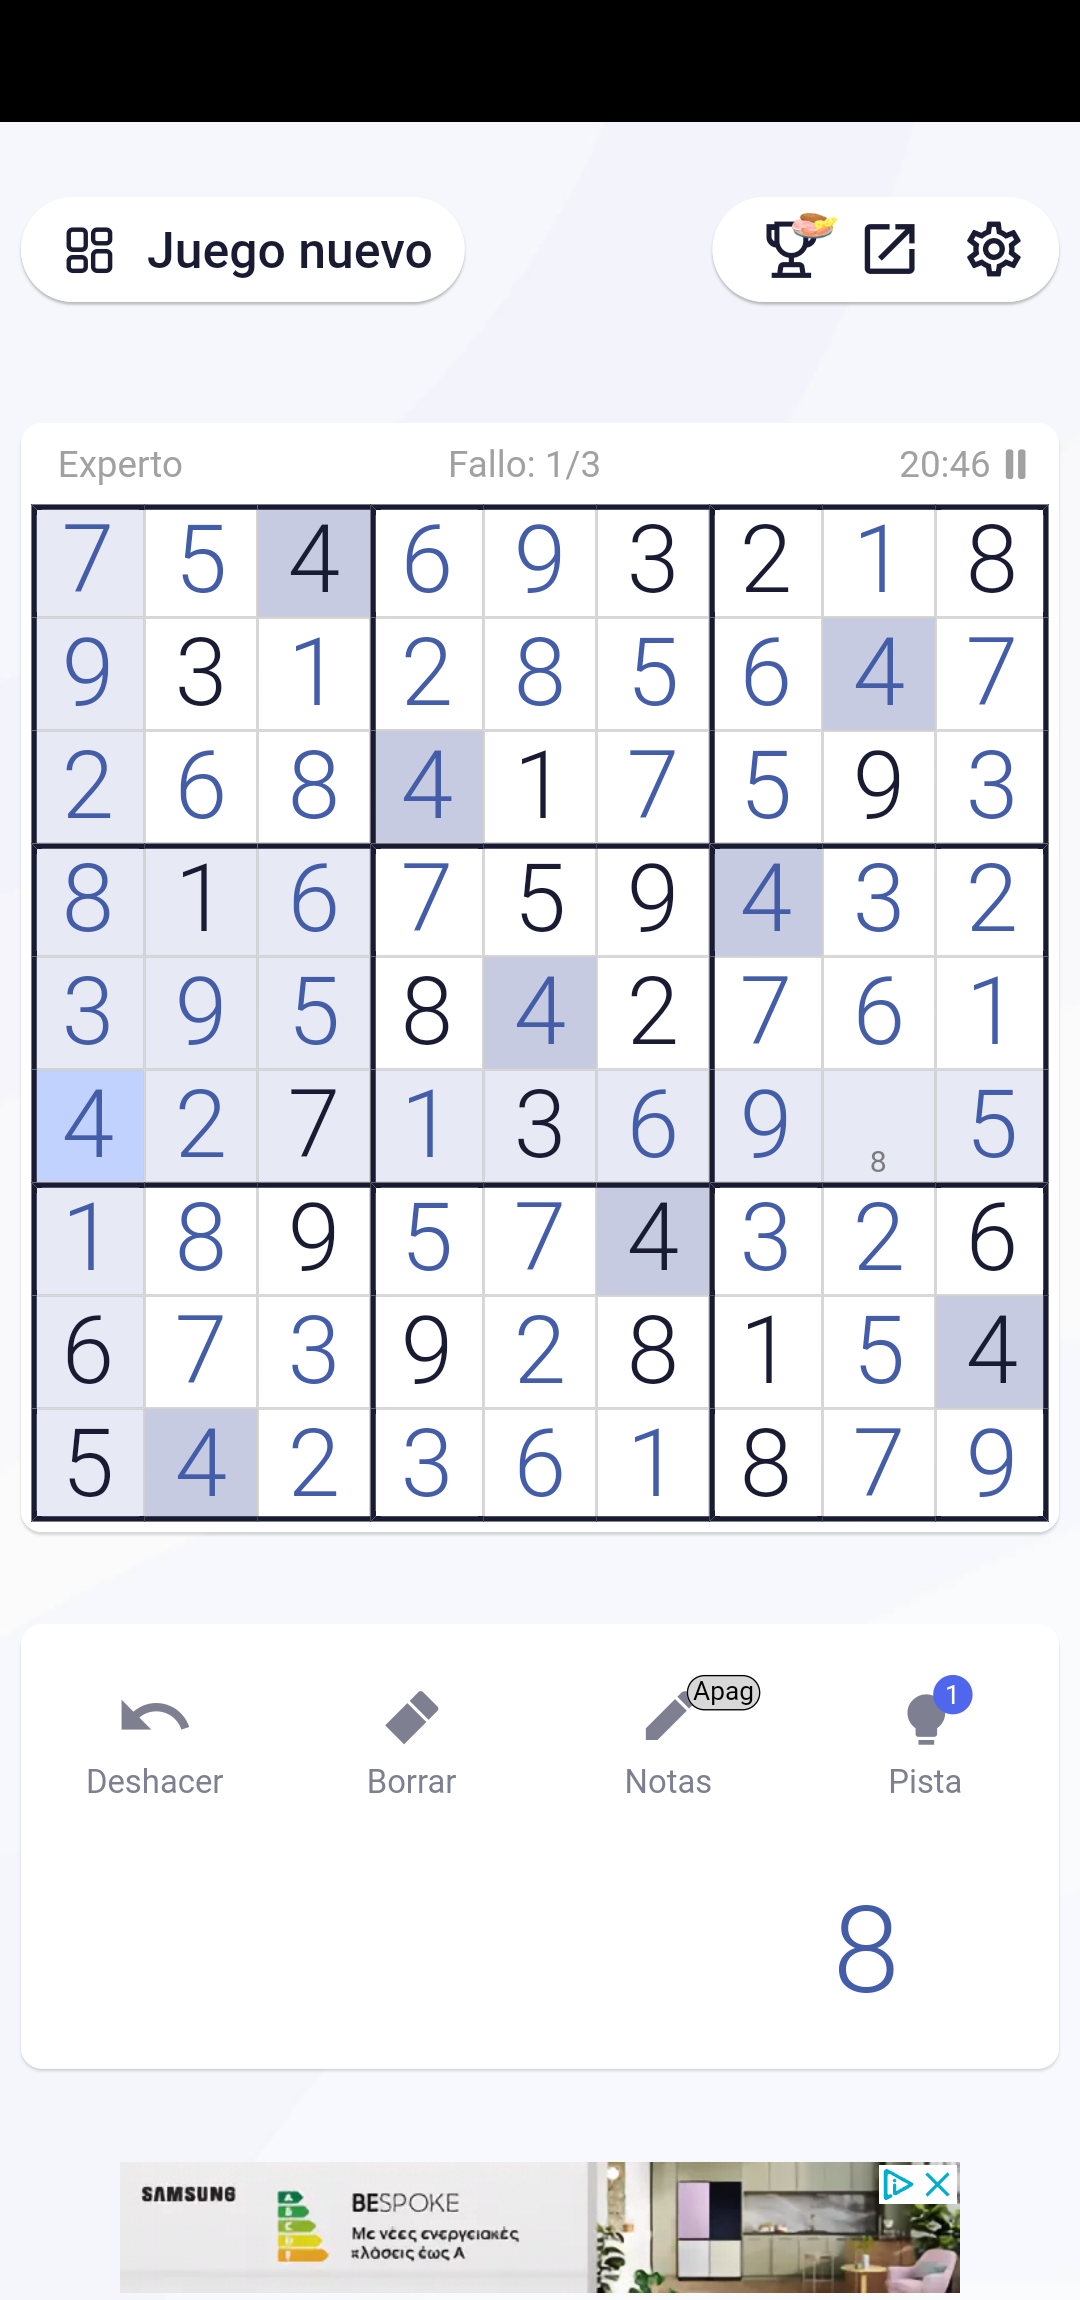 Juego nuevo
Experto Fallo: 1/3 20:46
7 5 4 6 9 3 2 1 8
9 3 1 2 8 5 6 4 7
2 6 8 4 1 7 5 9 3
8 1 6 7 5 9 4 3 2
3 9 5 8 4 2 7 6 1
4 2 7 1 3 6 9 8 5
1 8 9 5 7 4 3 2 6
6 7 3 9 2 8 1 5 4
5 4 2 3 6 1 8 7 9
Apag 1
Deshacer Borrar Notas Pista
8
SAMSUNG
BESPOKE
Με νέες ενεργειακές
κλάσεις έως Α